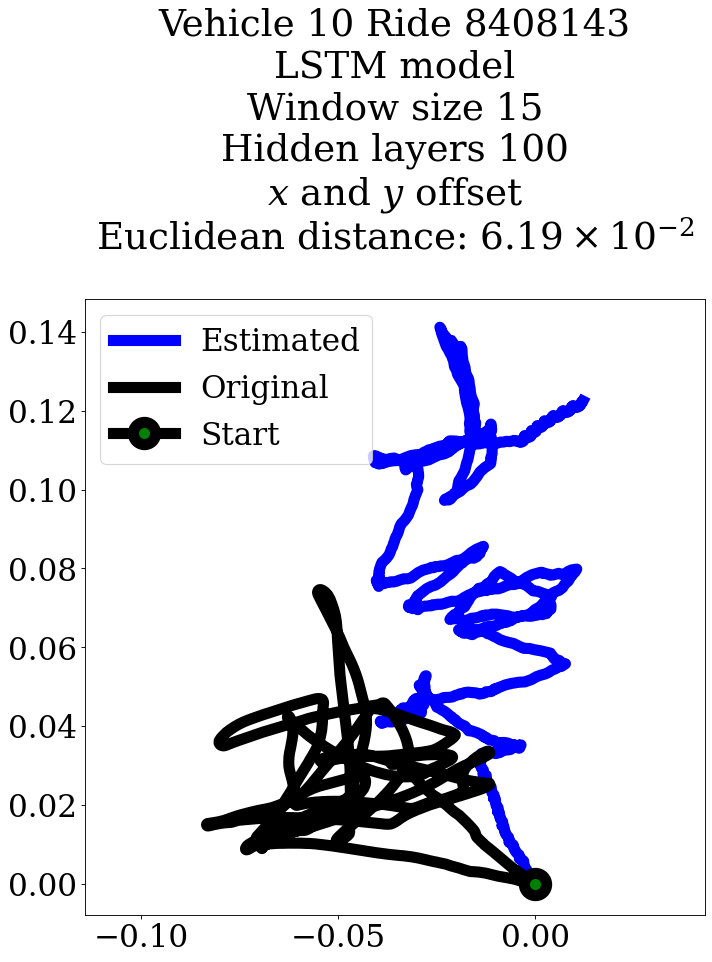 Vehicle 10 Ride 8408143
LSTM model
Window size 15
Hidden layers 100
x and y offset
Euclidean distance: 6.19 × 10⁻²
Estimated
Original
Start
0.14
0.12
0.10
0.08
0.06
0.04
0.02
0.00
−0.10 −0.05 0.00